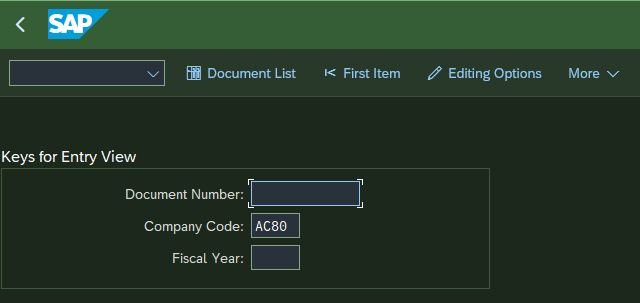 SAP
Document List First Item Editing Options More
Keys for Entry View
Document Number:
Company Code: AC80
Fiscal Year: